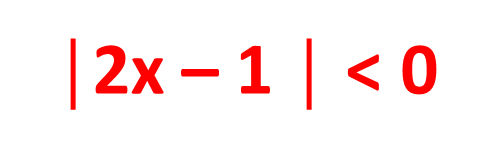 |2x – 1 | < 0